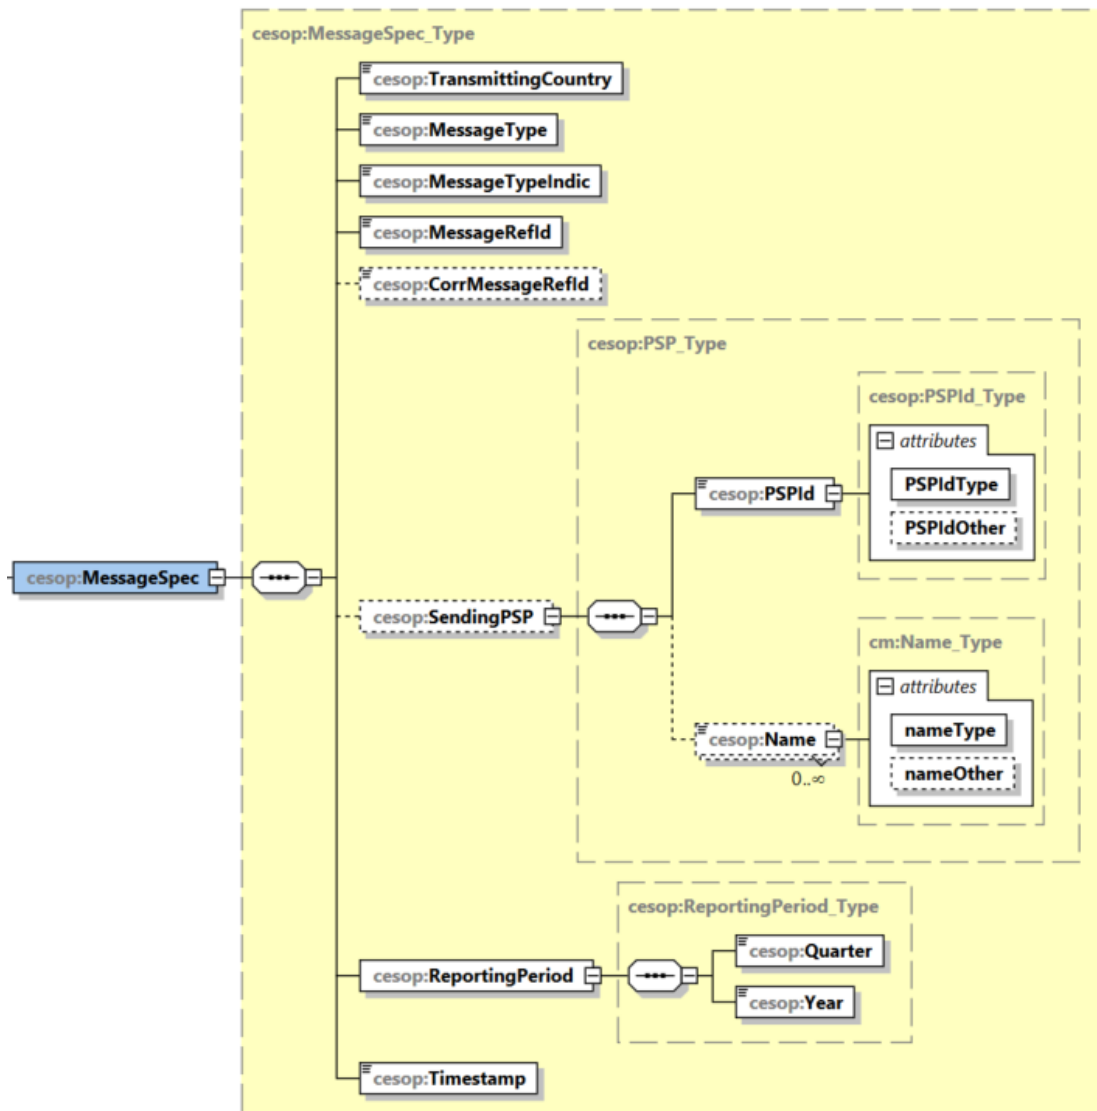 cesop:MessageSpec_Type
cesop:TransmittingCountry
cesop:MessageType
cesop:MessageTypeIndic
cesop:MessageRefId
cesop:CorrMessageRefId
cesop:PSP_Type
cesop:PSPId_Type
attributes
cesop:PSPId
PSPIdType
PSPIdOther
cesop:MessageSpec
cesop:SendingPSP
cm:Name_Type
attributes
cesop:Name
nameType
nameOther
0..∞
cesop:ReportingPeriod_Type
cesop:Quarter
cesop:ReportingPeriod
cesop:Year
cesop:Timestamp